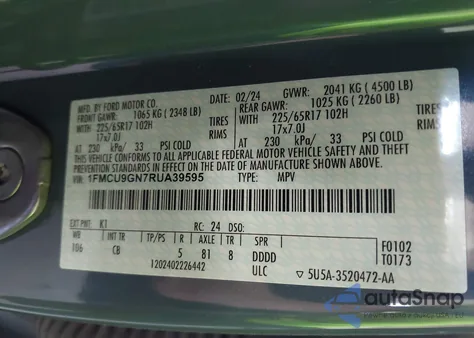 MFD. BY FORD MOTOR CO.
02/24 GVWR: 2041 KG ( 4500 LB)
FRONT GAWR: 1065 KG ( 2348 LB) REAR GAWR: 1025 KG ( 2260 LB)
WITH 225/65R17 102H RIMS WITH 225/65R17 102H RIMS
17x7.0J 17x7.0J
AT 230 kPa/ 33 PSI COLD AT 230 kPa/ 33 PSI COLD
THIS VEHICLE CONFORMS TO ALL APPLICABLE FEDERAL MOTOR VEHICLE SAFETY AND THEFT
PREVENTION STANDARDS IN EFFECT ON THE DATE OF MANUFACTURE SHOWN ABOVE.
1FMCU9GN7RUA39595 TYPE: MPV
EXT PNT: K1 RC: 24 DSO:
WB INT TR TP/PS R AXLE TR SPR F0102
106 CB 5 81 8 DDDD T0173
1202402226442 ULC 5U5A-3520472-AA
autoSnap